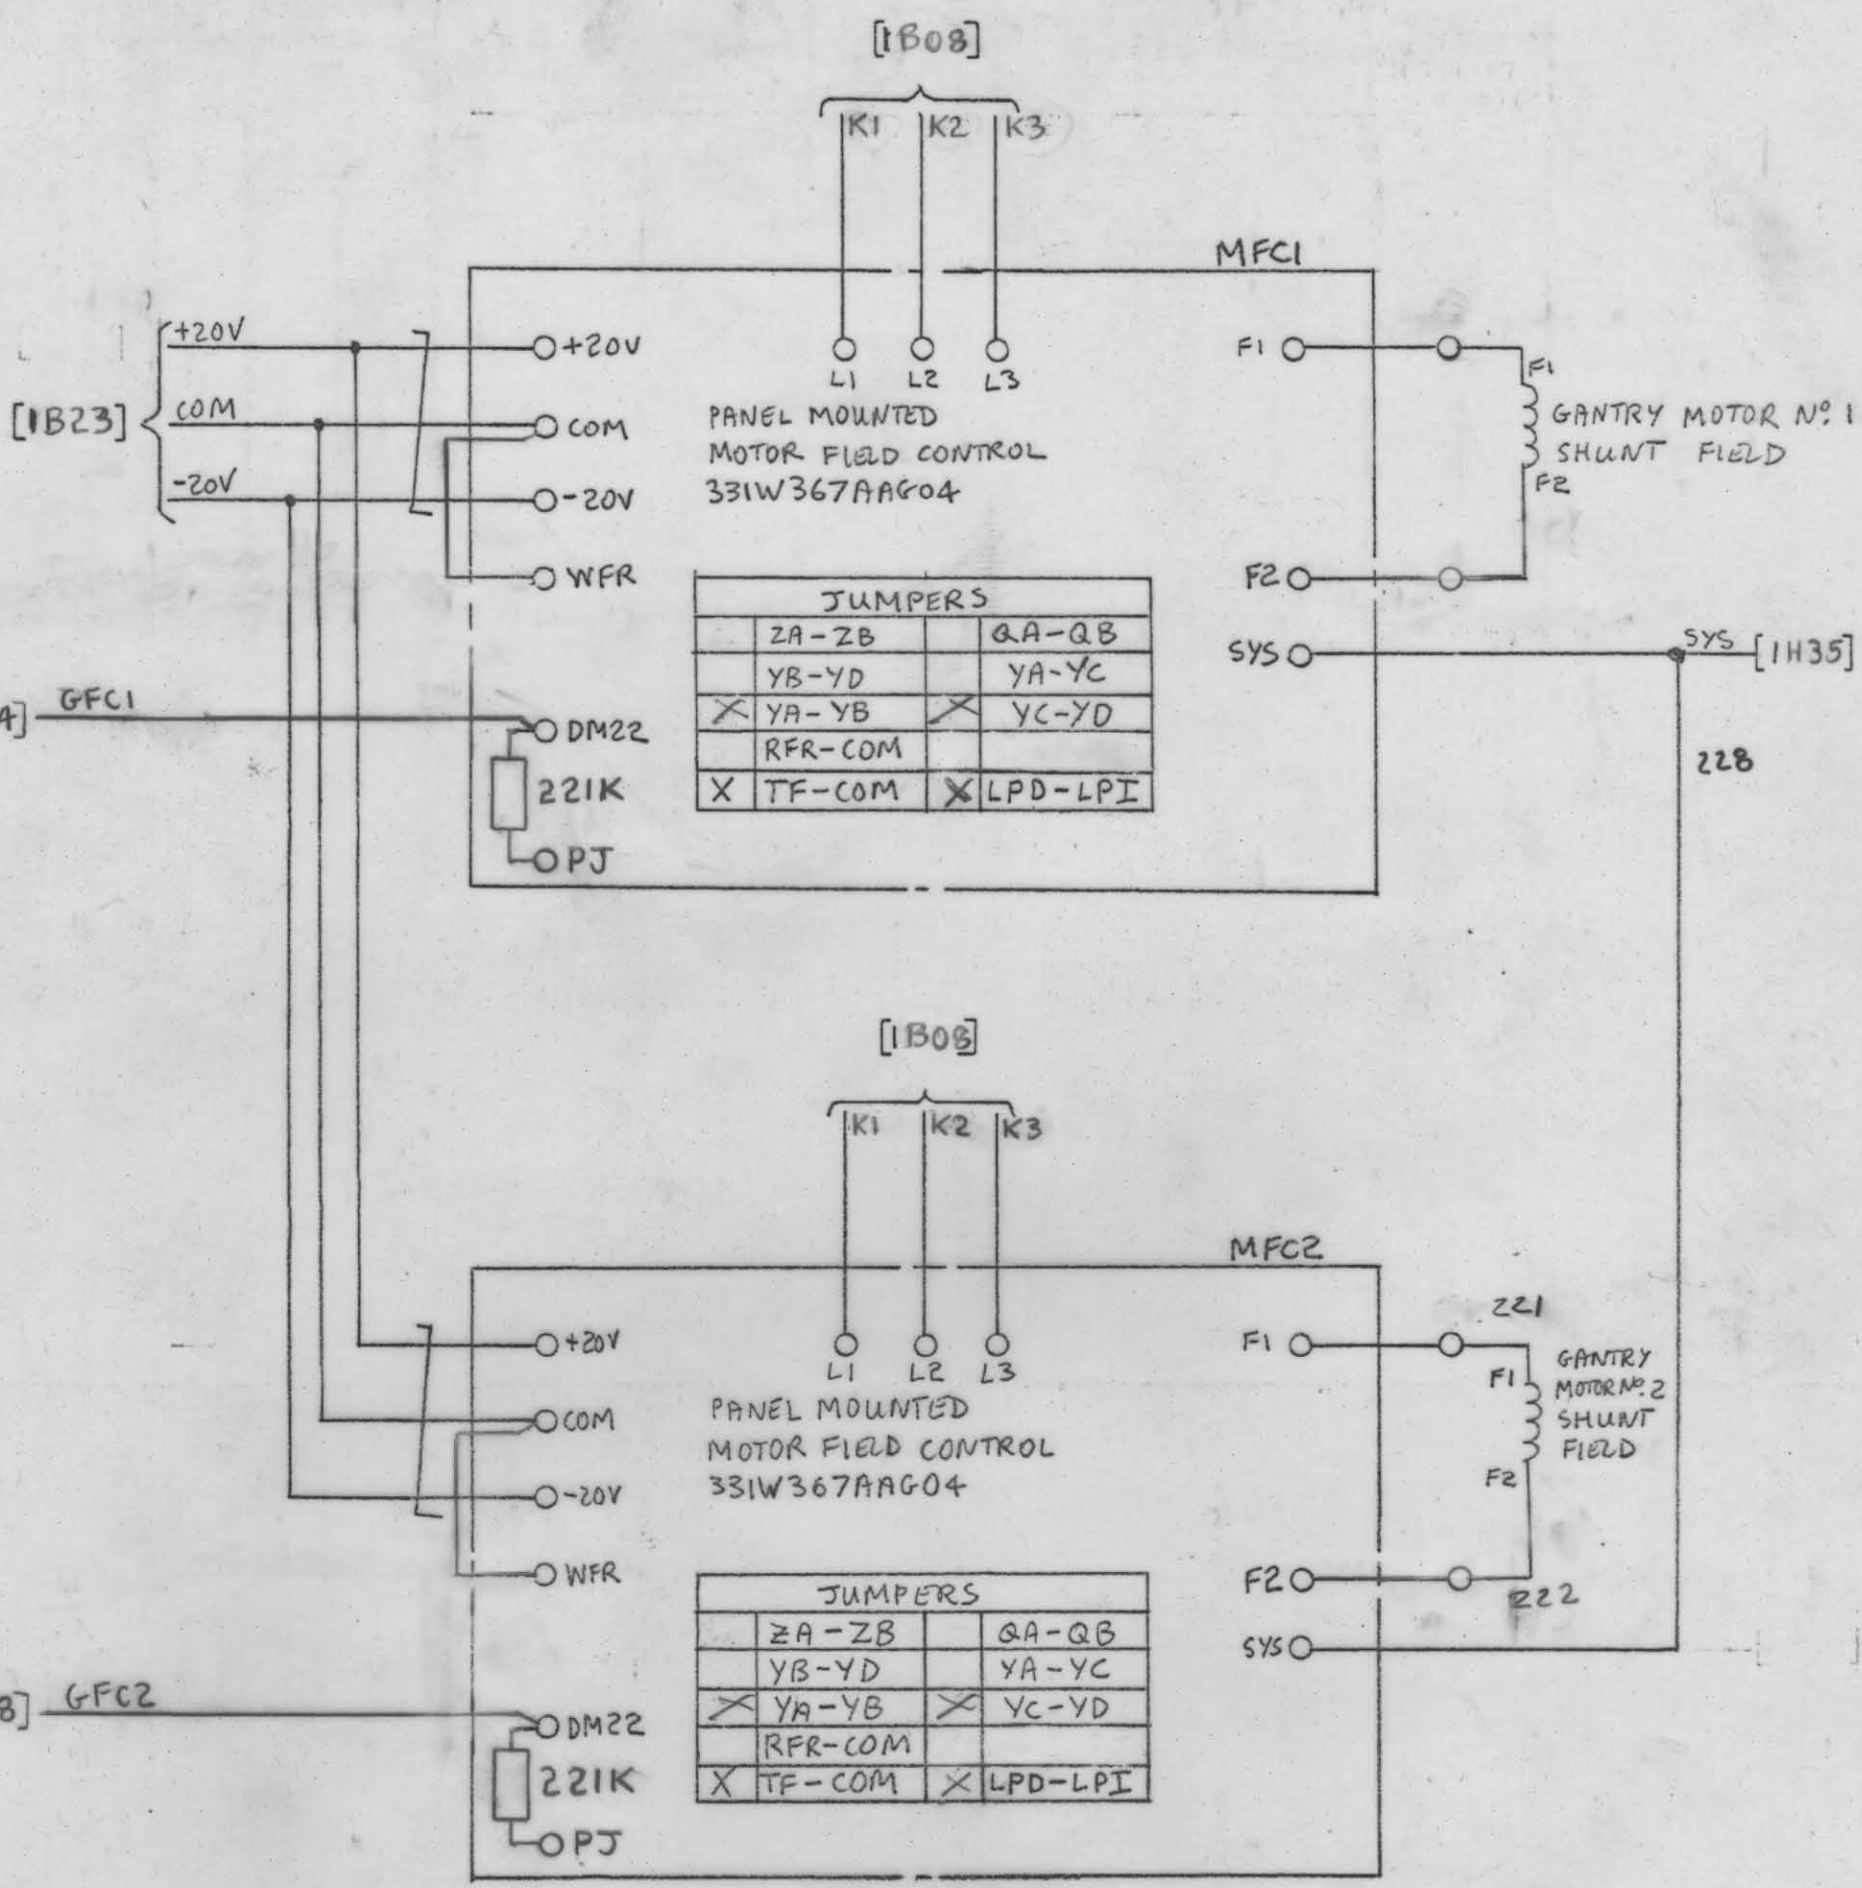 [1B08]
K1 K2 K3
MFC1
+20V
+20V
F1
F1
L1 L2 L3
[1B23]
COM
COM
PANEL MOUNTED
MOTOR FIELD CONTROL
331W367AAG04
GANTRY MOTOR Nº 1
SHUNT FIELD
-20V
-20V
F2
WFR
F2
JUMPERS
ZA-ZB QA-QB
YB-YD YA-YC
X YA-YB X YC-YD
RFR-COM
X TF-COM X LPD-LPI
SYS
SYS [1H35]
4] GFC1
DM22
221K
PJ
228
[1B08]
K1 K2 K3
MFC2
+20V
F1
221
L1 L2 L3
F1
GANTRY
MOTOR Nº 2
SHUNT
FIELD
COM
PANEL MOUNTED
MOTOR FIELD CONTROL
331W367AAG04
-20V
F2
WFR
F2
222
JUMPERS
ZA-ZB QA-QB
YB-YD YA-YC
X YA-YB X YC-YD
RFR-COM
X TF-COM X LPD-LPI
SYS
8] GFC2
DM22
221K
PJ